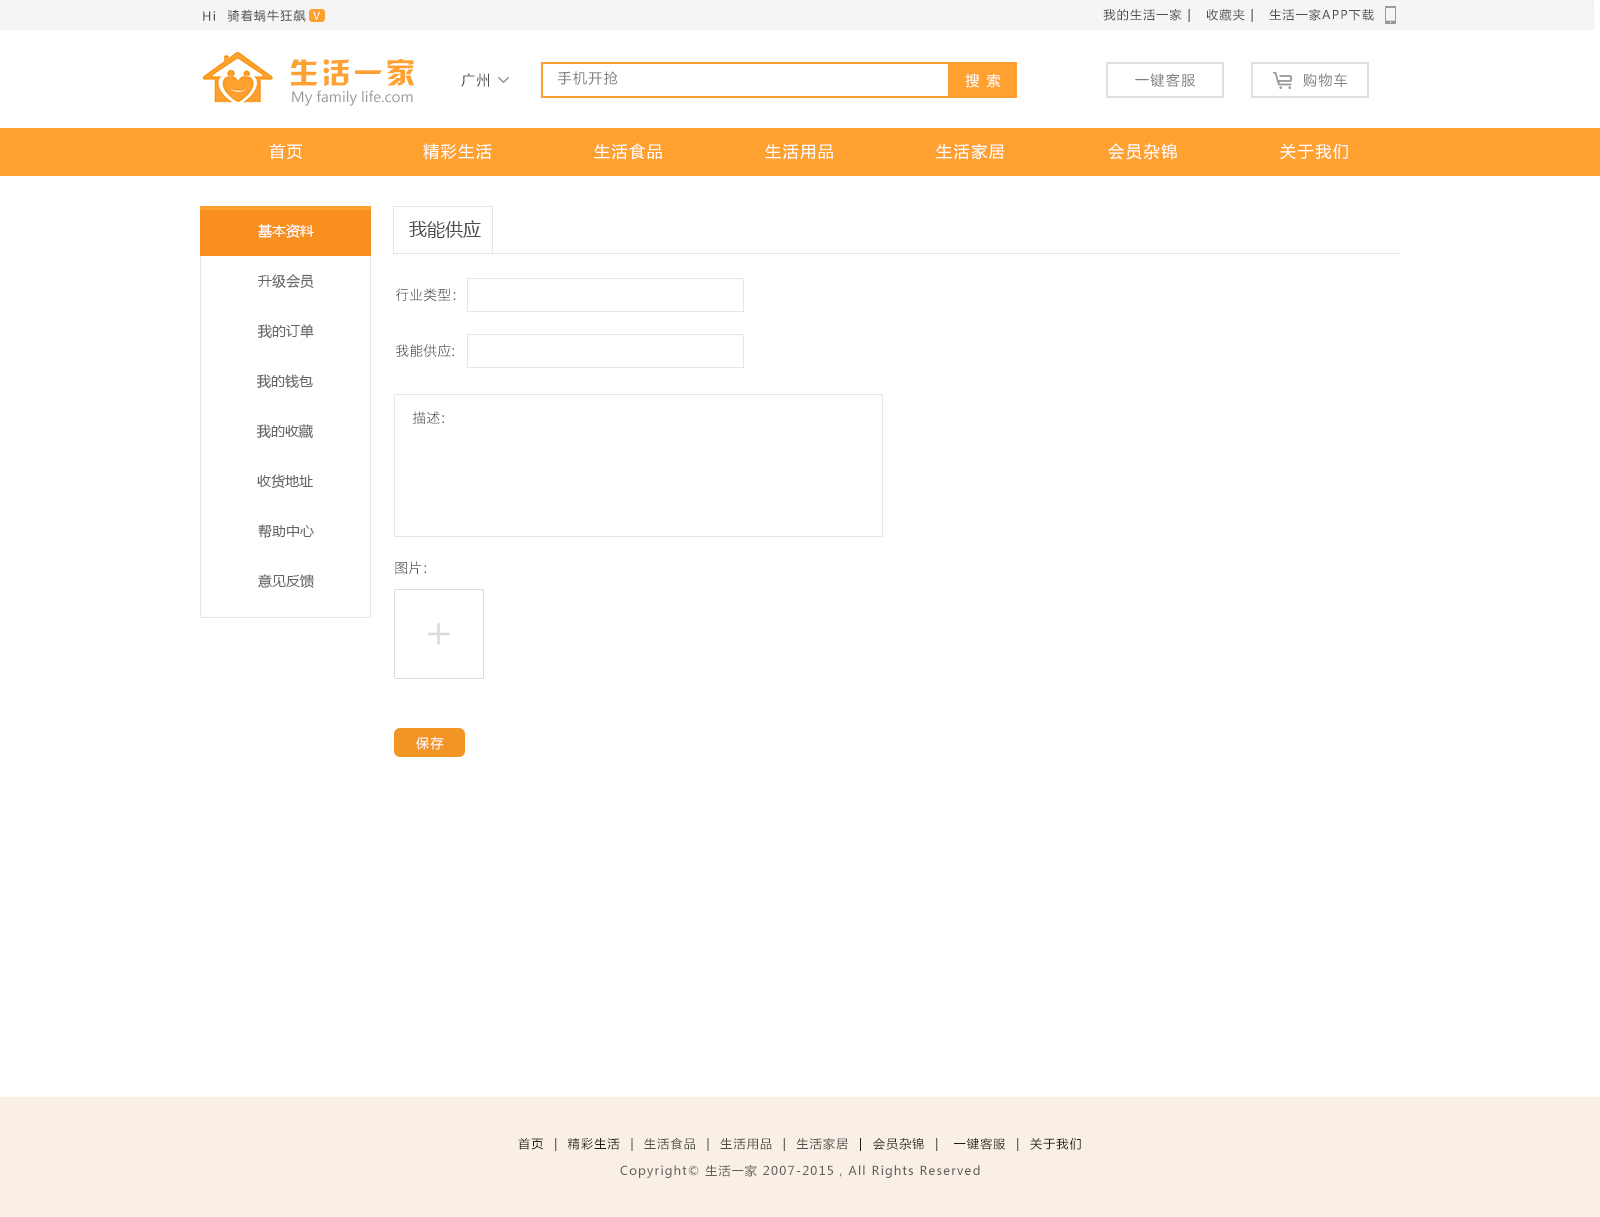 Hi 骑着蜗牛狂飙 V 我的生活一家 | 收藏夹 | 生活一家APP下载
生活一家
My family life.com
广州 手机开抢 搜 索 一键客服 购物车
首页 精彩生活 生活食品 生活用品 生活家居 会员杂锦 关于我们
基本资料
升级会员
我的订单
我的钱包
我的收藏
收货地址
帮助中心
意见反馈
我能供应
行业类型：
我能供应:
描述：
图片：
保存
首页 | 精彩生活 | 生活食品 | 生活用品 | 生活家居 | 会员杂锦 | 一键客服 | 关于我们
Copyright© 生活一家 2007-2015 , All Rights Reserved